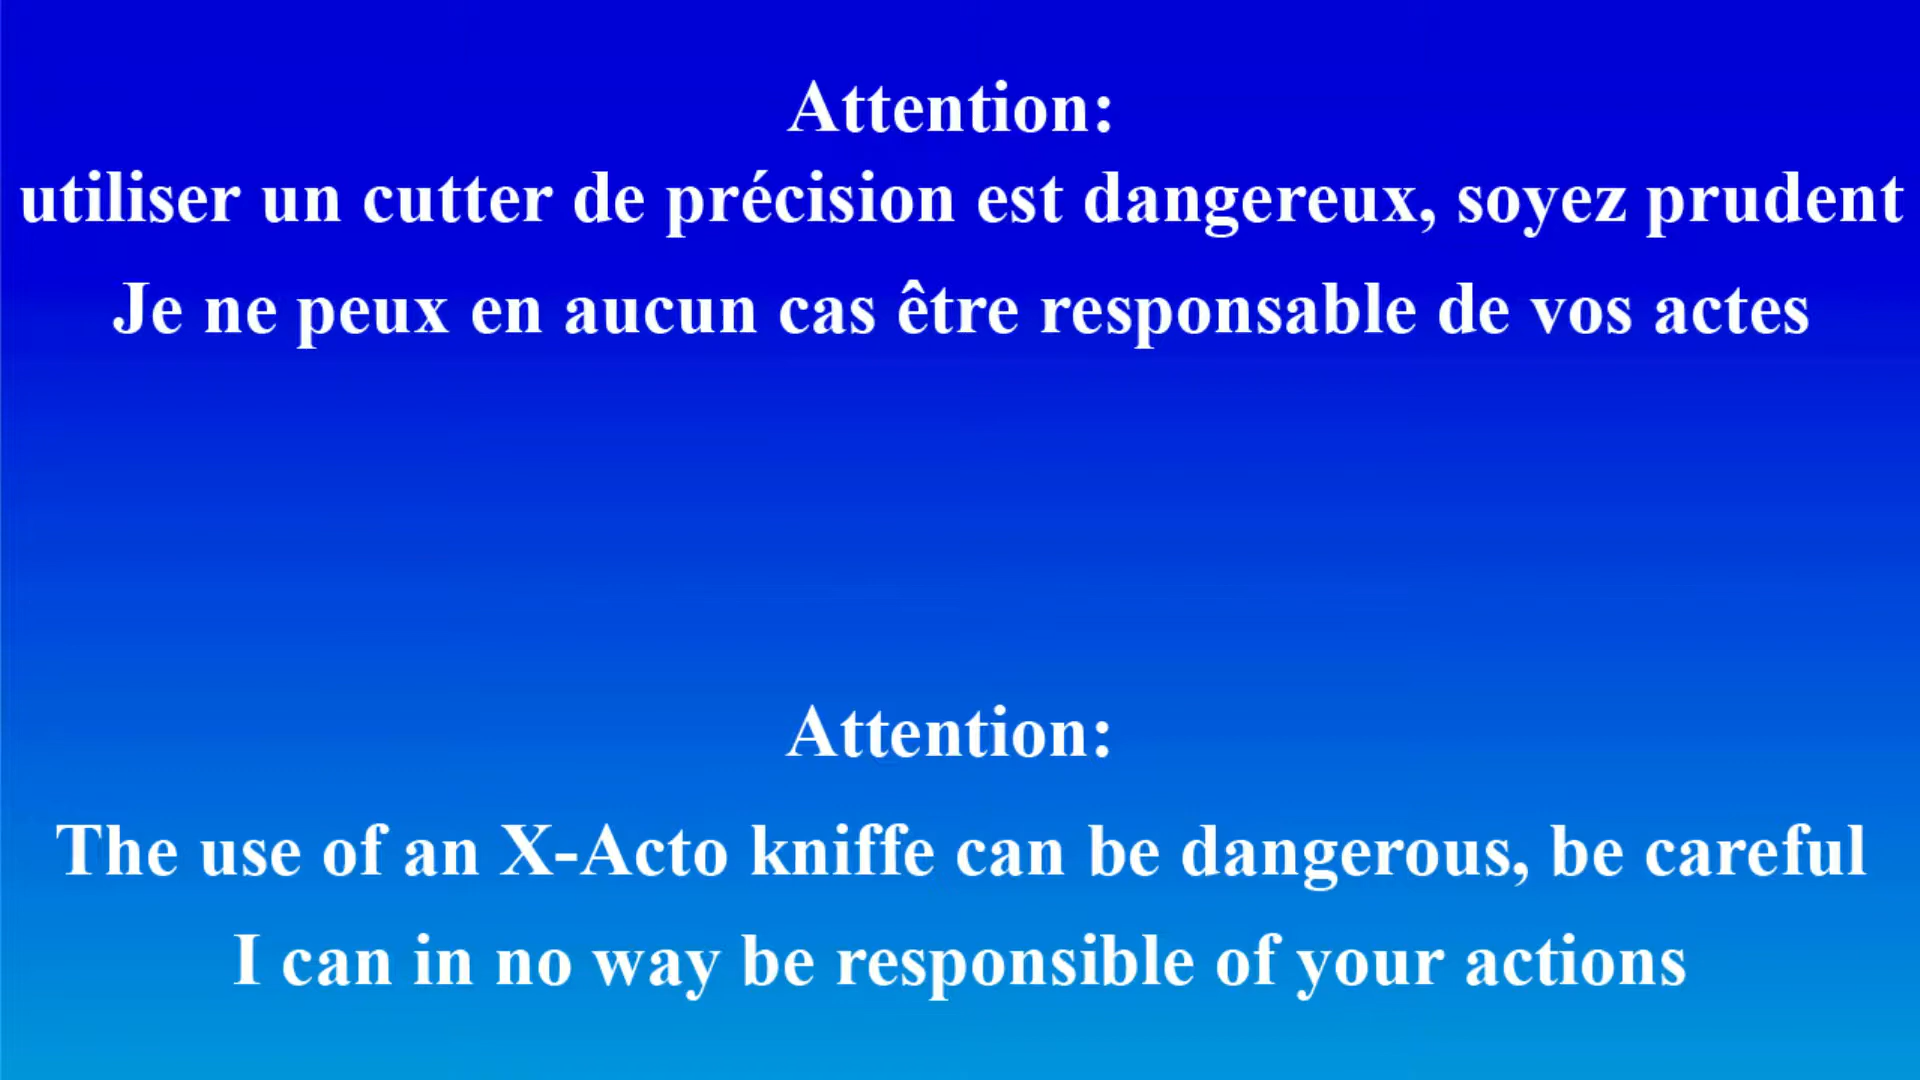 Attention:
utiliser un cutter de précision est dangereux, soyez prudent
Je ne peux en aucun cas être responsable de vos actes
Attention:
The use of an X-Acto kniffe can be dangerous, be careful
I can in no way be responsible of your actions